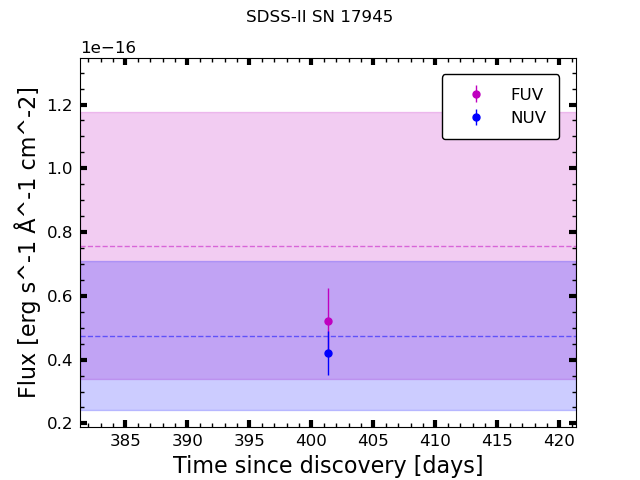 SDSS-II SN 17945
1e−16
Flux [erg s^-1 Å^-1 cm^-2]
1.2
1.0
0.8
0.6
0.4
0.2
FUV
NUV
385 390 395 400 405 410 415 420
Time since discovery [days]